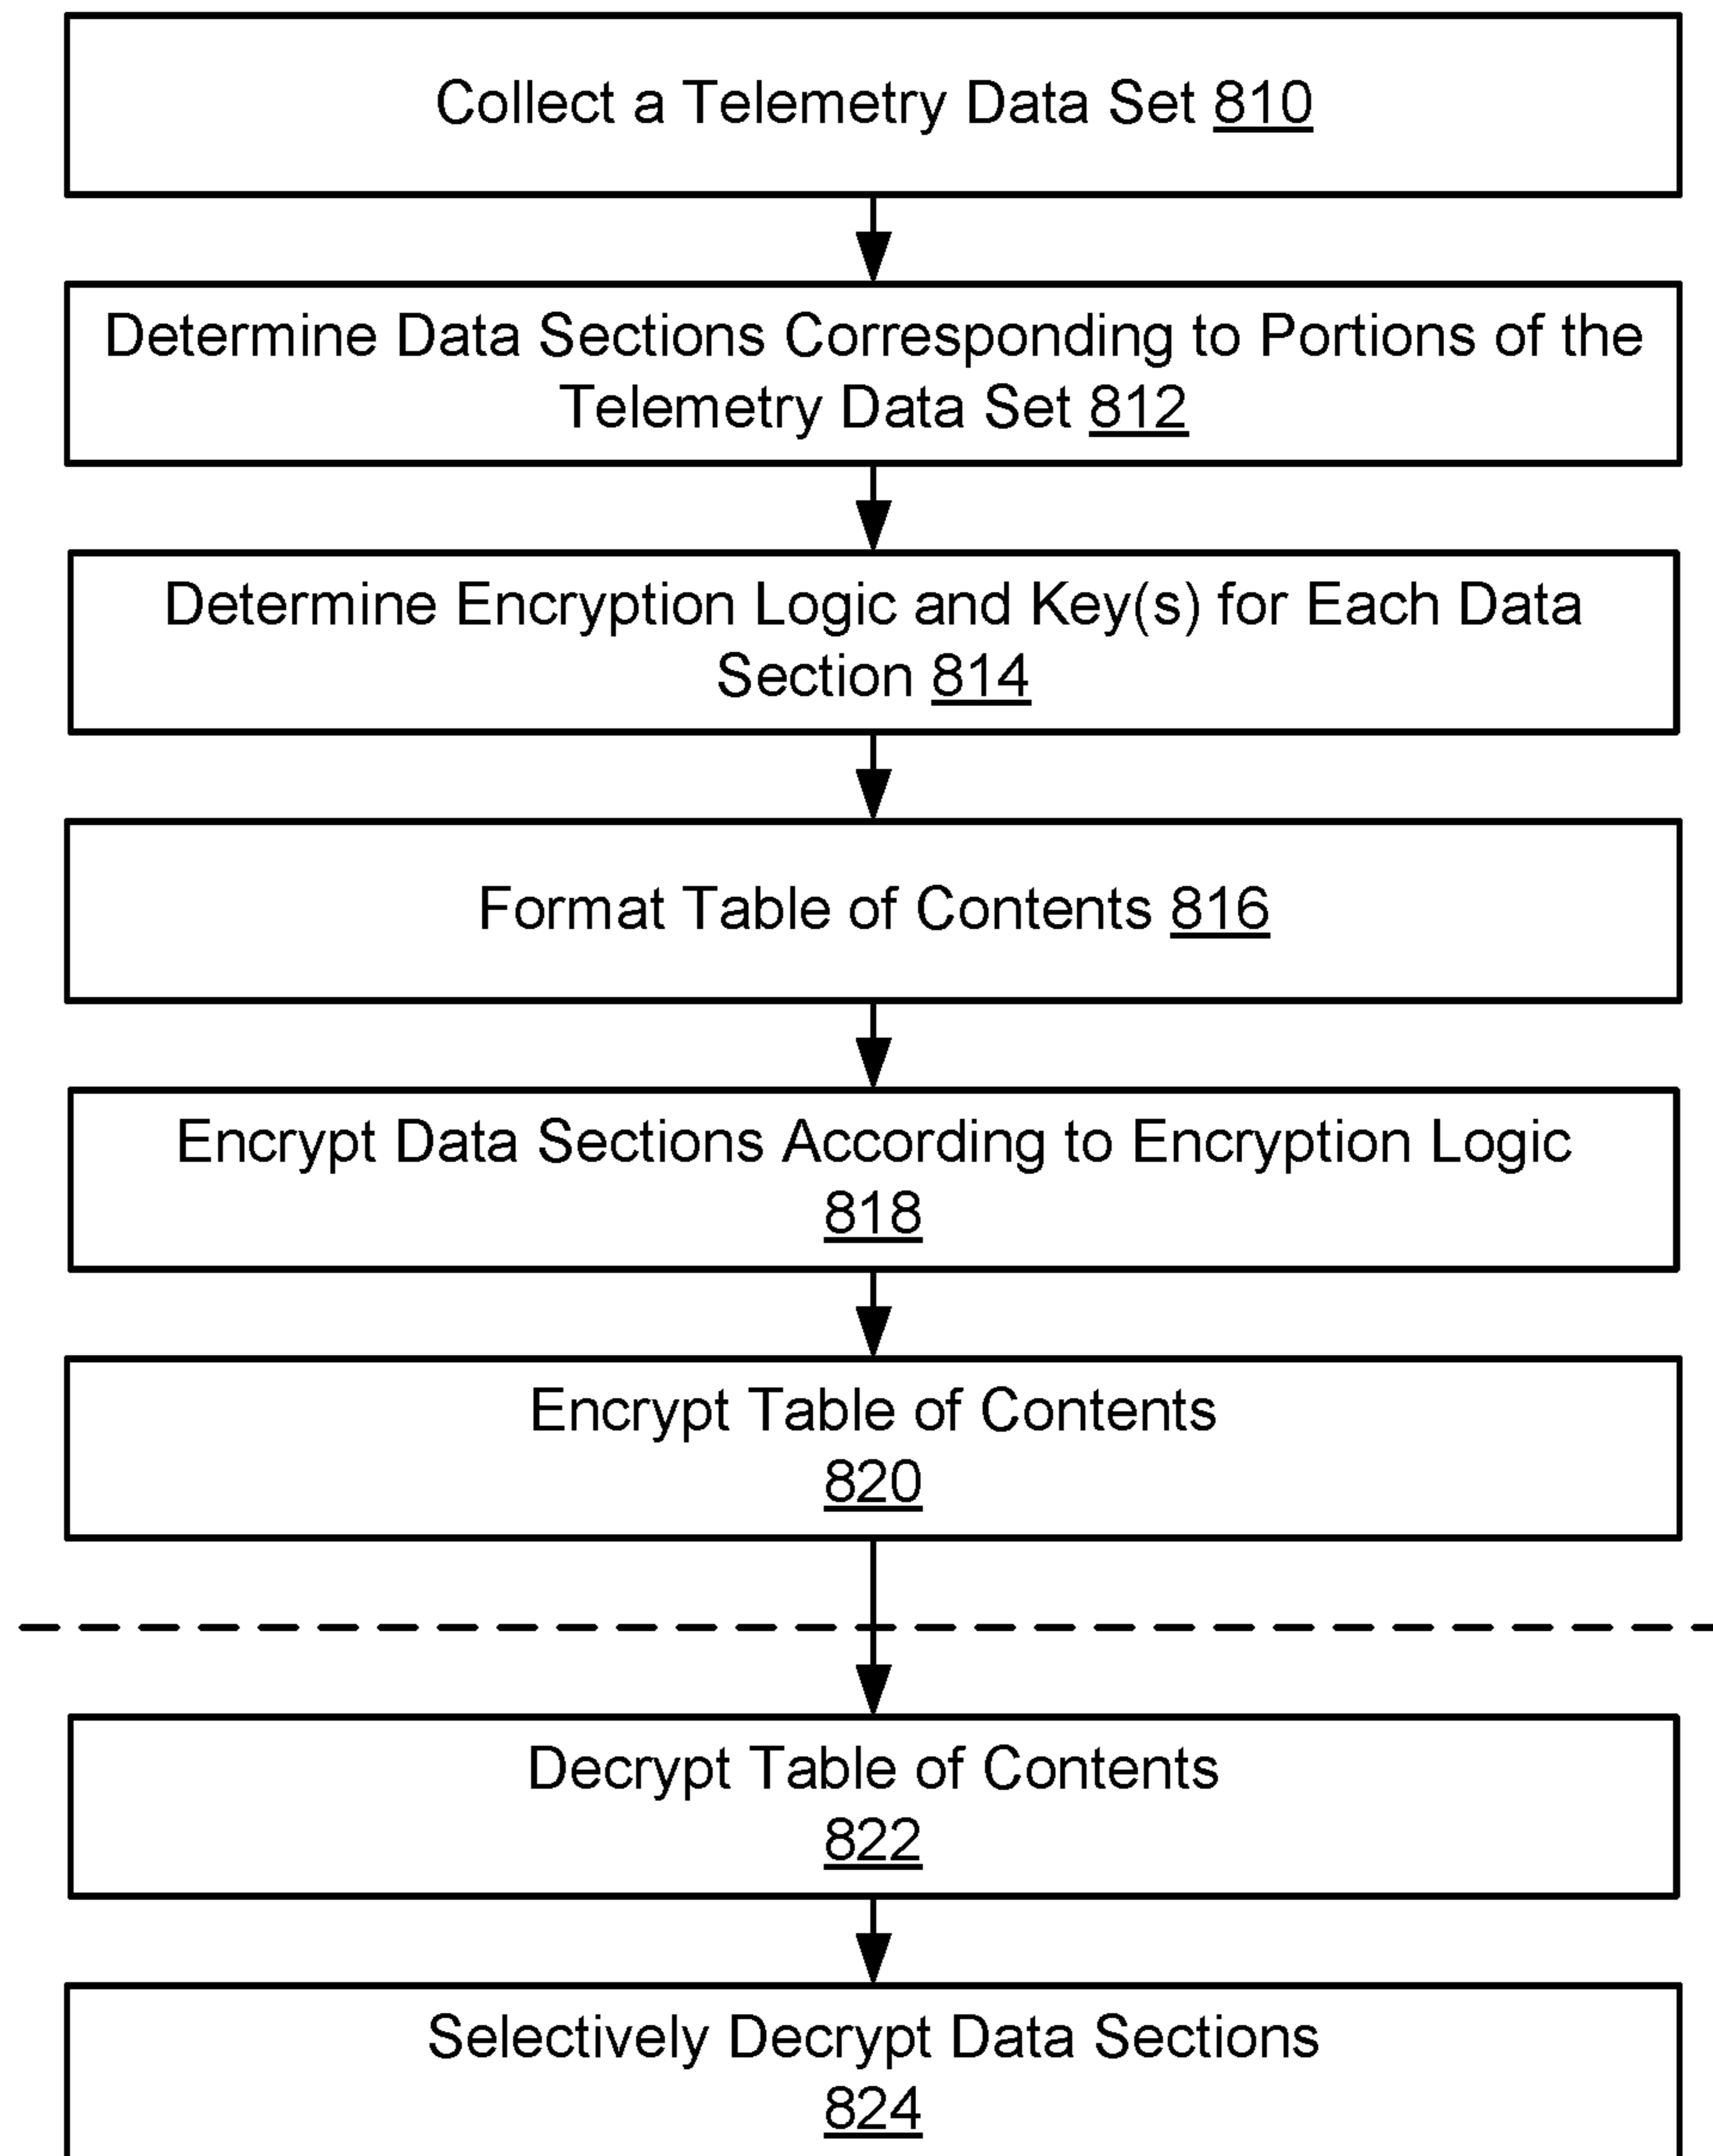 Collect a Telemetry Data Set 810
Determine Data Sections Corresponding to Portions of the
Telemetry Data Set 812
Determine Encryption Logic and Key(s) for Each Data
Section 814
Format Table of Contents 816
Encrypt Data Sections According to Encryption Logic
818
Encrypt Table of Contents
820
Decrypt Table of Contents
822
Selectively Decrypt Data Sections
824